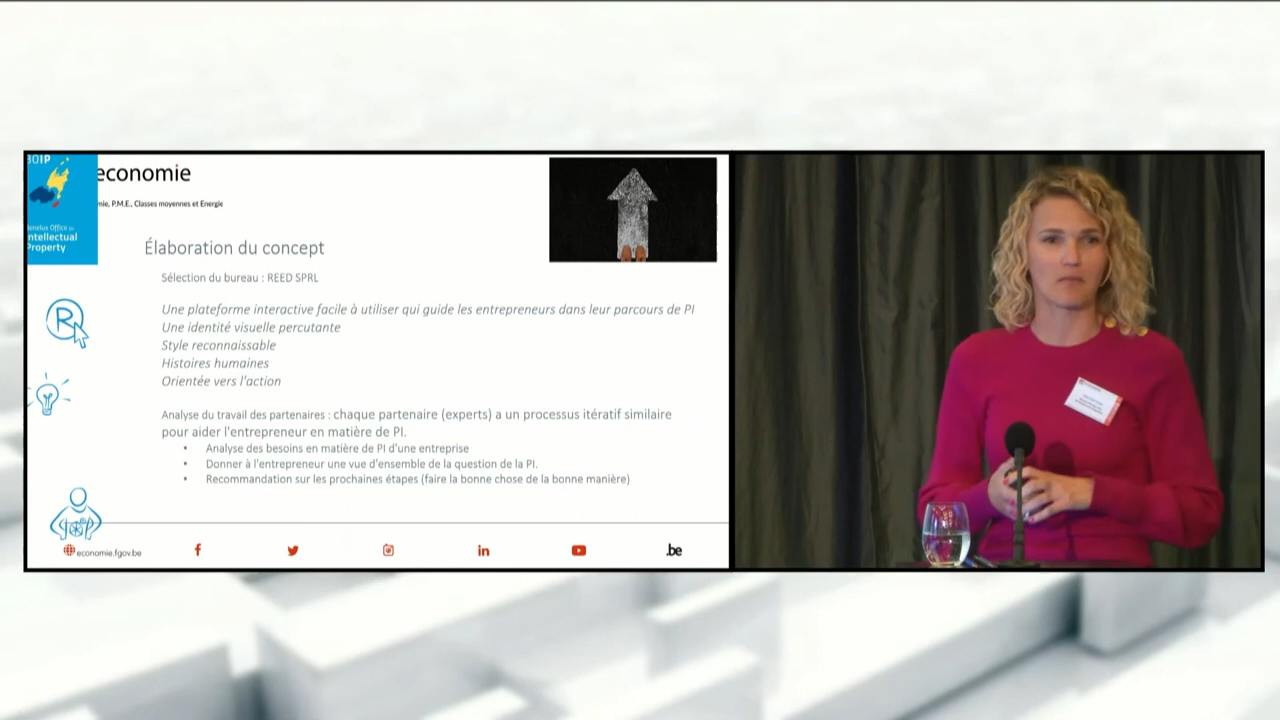 BOIP
Benelux Office for
Intellectual
Property
economie
mie, P.M.E., Classes moyennes et Energie
Élaboration du concept
Sélection du bureau : REED SPRL
Une plateforme interactive facile à utiliser qui guide les entrepreneurs dans leur parcours de PI
Une identité visuelle percutante
Style reconnaissable
Histoires humaines
Orientée vers l'action
Analyse du travail des partenaires : chaque partenaire (experts) a un processus itératif similaire
pour aider l'entrepreneur en matière de PI.
• Analyse des besoins en matière de PI d'une entreprise
• Donner à l'entrepreneur une vue d'ensemble de la question de la PI.
• Recommandation sur les prochaines étapes (faire la bonne chose de la bonne manière)
R
economie.fgov.be
f
in
.be